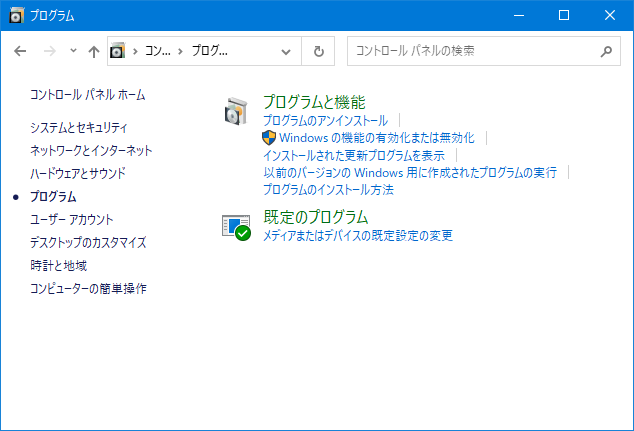 プログラム
コン... プログ...
コントロール パネルの検索
コントロール パネル ホーム
システムとセキュリティ
ネットワークとインターネット
ハードウェアとサウンド
プログラム
ユーザー アカウント
デスクトップのカスタマイズ
時計と地域
コンピューターの簡単操作
プログラムと機能
プログラムのアンインストール
Windows の機能の有効化または無効化
インストールされた更新プログラムを表示
以前のバージョンの Windows 用に作成されたプログラムの実行
プログラムのインストール方法
既定のプログラム
メディアまたはデバイスの既定設定の変更